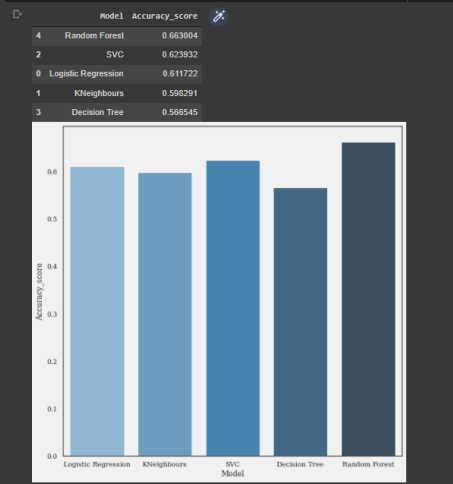 Model Accuracy_score
4 Random Forest 0.663004
2 SVC 0.623932
0 Logistic Regression 0.611722
1 KNeighbours 0.598291
3 Decision Tree 0.566545
0.6
0.5
0.4
0.3
0.2
0.1
0.0
Accuracy_score
Logistic Regression KNeighbours SVC Decision Tree Random Forest
Model